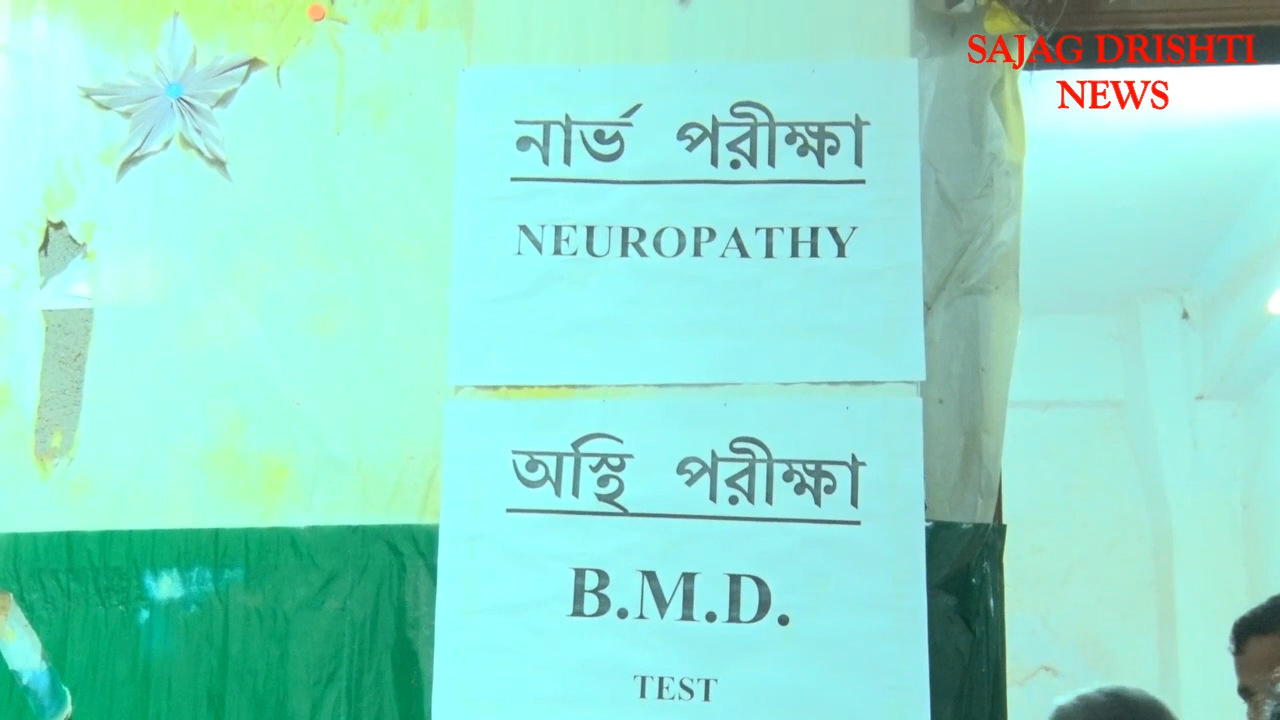 SAJAG DRISHTI
NEWS
নার্ভ পরীক্ষা
NEUROPATHY
অস্থি পরীক্ষা
B.M.D.
TEST